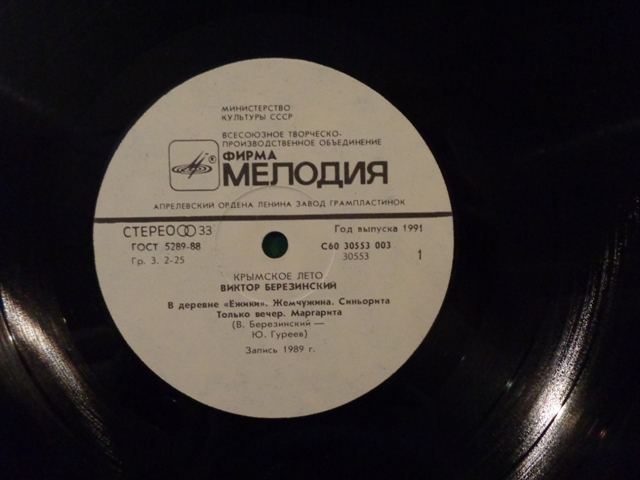 МИНИСТЕРСТВО
КУЛЬТУРЫ СССР
ВСЕСОЮЗНОЕ ТВОРЧЕСКО-
ПРОИЗВОДСТВЕННОЕ ОБЪЕДИНЕНИЕ
ФИРМА
® МЕЛОДИЯ
АПРЕЛЕВСКИЙ ОРДЕНА ЛЕНИНА ЗАВОД ГРАМПЛАСТИНОК
СТЕРЕО 33 Год выпуска 1991
ГОСТ 5289-88 С60 30553 003
Гр. 3. 2-25 30553 1
КРЫМСКОЕ ЛЕТО
ВИКТОР БЕРЕЗИНСКИЙ
В деревне «Ежики». Жемчужина. Синьорита
Только вечер. Маргарита
(В. Березинский —
Ю. Гуреев)
Запись 1989 г.